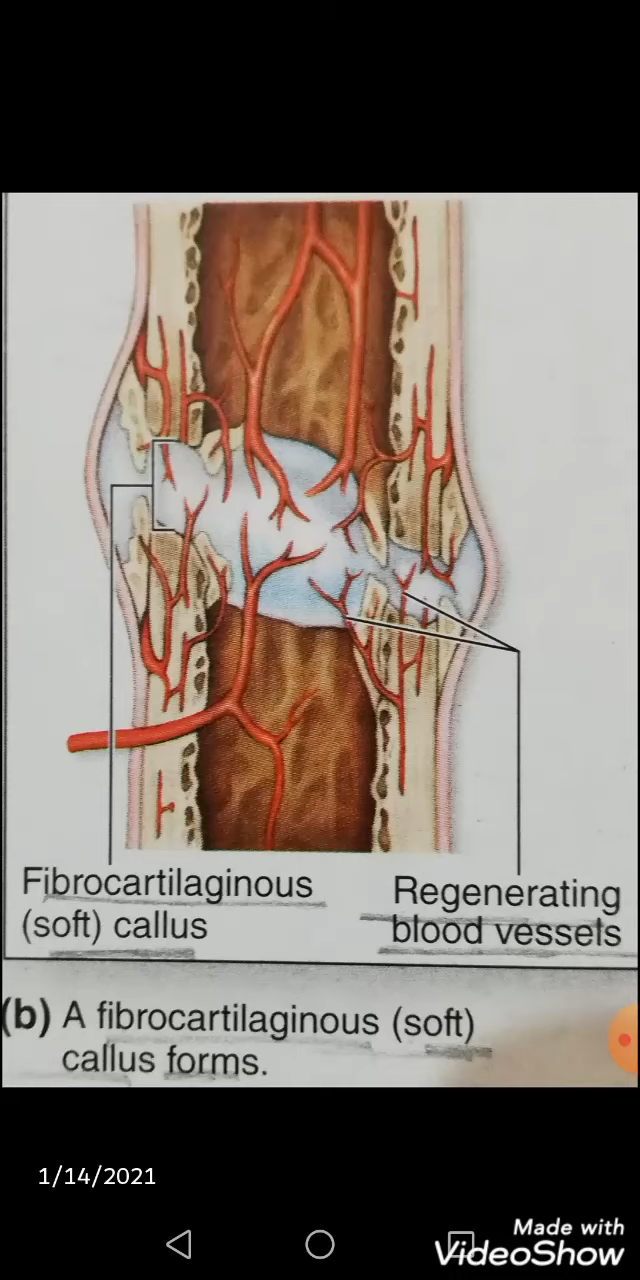 Fibrocartilaginous
(soft) callus
Regenerating
blood vessels
(b) A fibrocartilaginous (soft)
callus forms.
1/14/2021
Made with
VideoShow